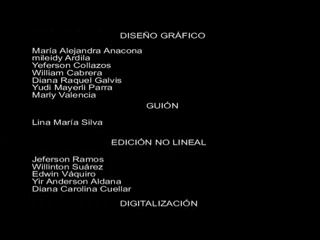 DISEÑO GRÁFICO
María Alejandra Anacona
mileidy Ardila
Yeferson Collazos
William Cabrera
Diana Raquel Galvis
Yudi Mayerli Parra
Marly Valencia
GUIÓN
Lina María Silva
EDICIÓN NO LINEAL
Jeferson Ramos
Willinton Suárez
Edwin Váquiro
Yir Anderson Aldana
Diana Carolina Cuellar
DIGITALIZACIÓN